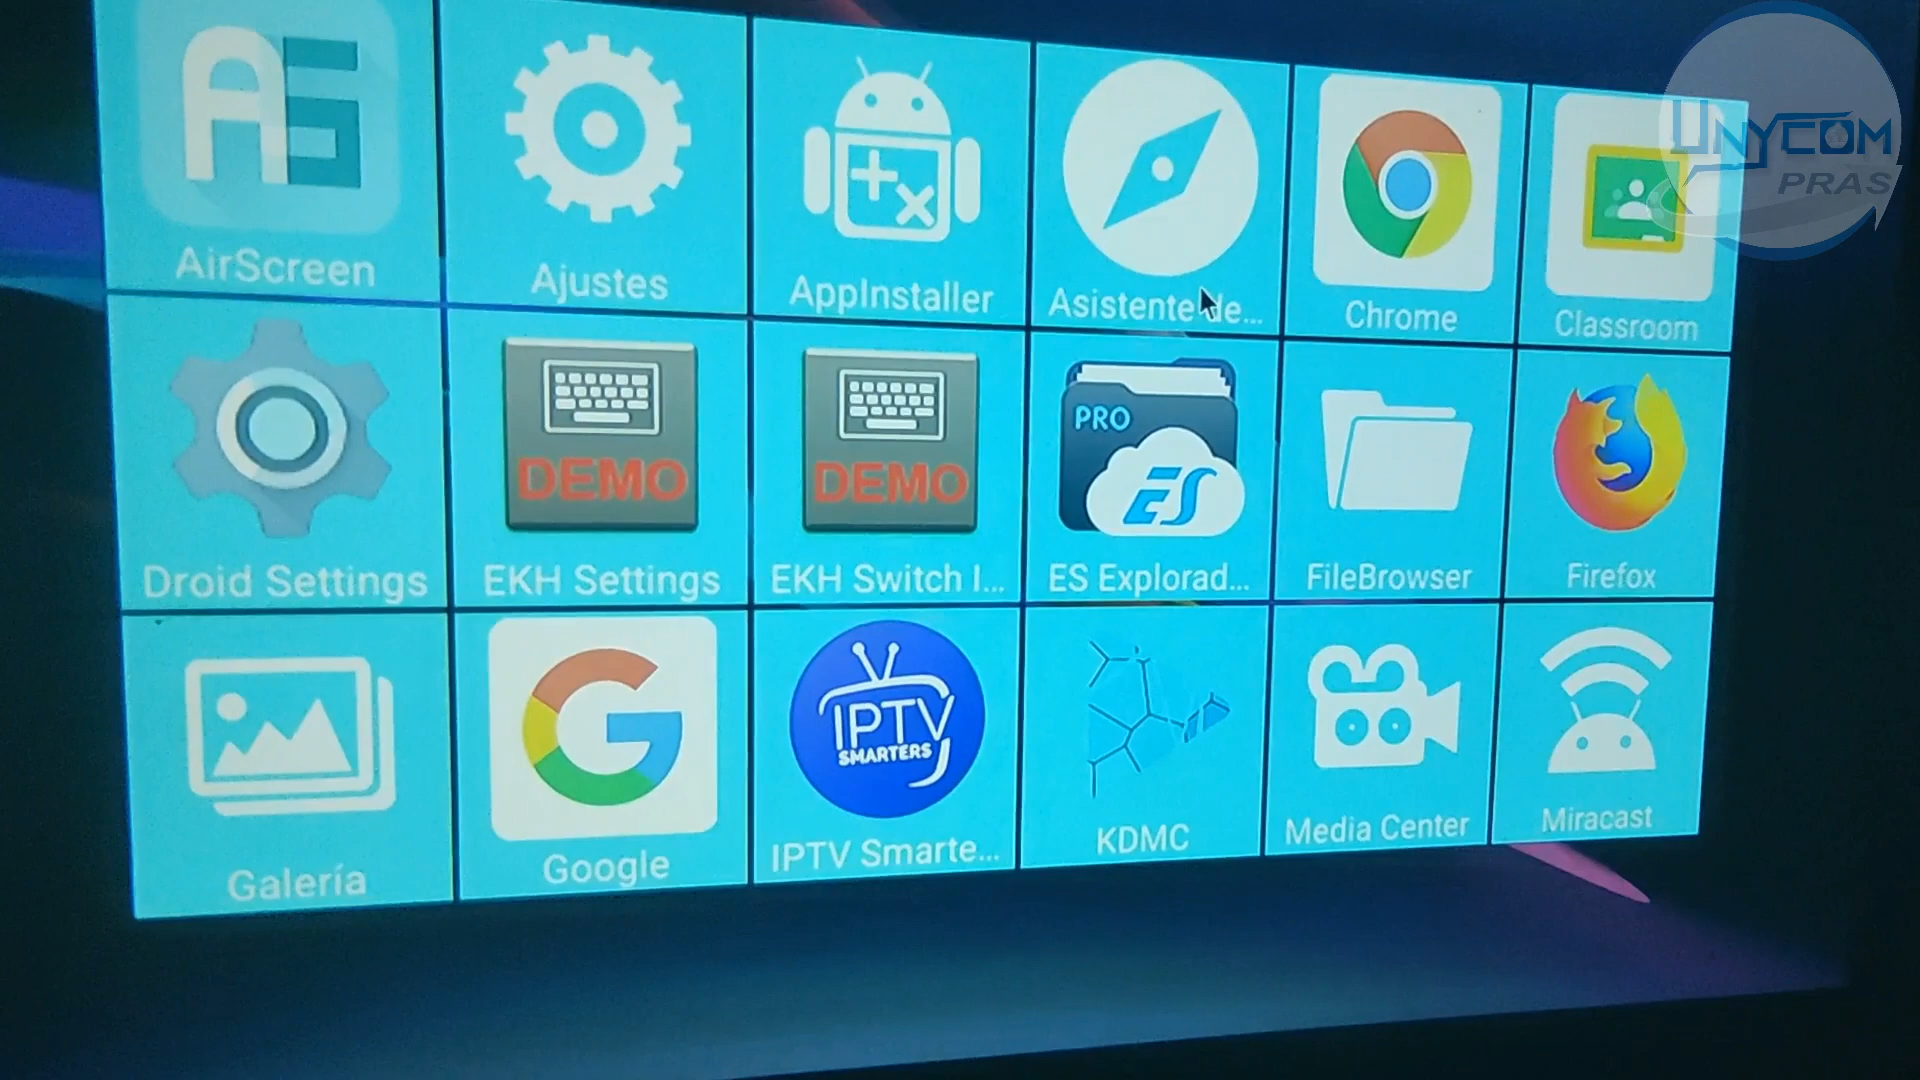 UNYCOM
PRAS
AS
AirScreen
Ajustes
AppInstaller
Asistente de...
Chrome
Classroom
DEMO
DEMO
PRO
ES
Droid Settings
EKH Settings
EKH Switch I...
ES Explorad...
FileBrowser
Firefox
IPTV
SMARTERS
Galería
Google
IPTV Smarte...
KDMC
Media Center
Miracast